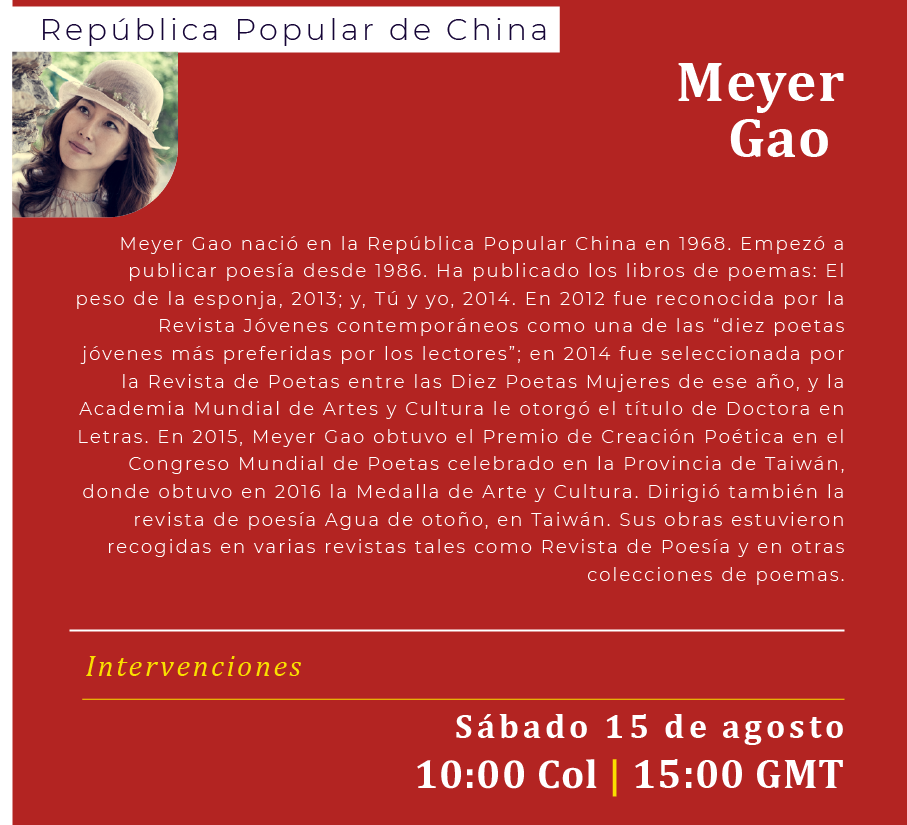 República Popular de China
Meyer
Gao
Meyer Gao nació en la República Popular China en 1968. Empezó a
publicar poesía desde 1986. Ha publicado los libros de poemas: El
peso de la esponja, 2013; y, Tú y yo, 2014. En 2012 fue reconocida por la
Revista Jóvenes contemporáneos como una de las “diez poetas
jóvenes más preferidas por los lectores”; en 2014 fue seleccionada por
la Revista de Poetas entre las Diez Poetas Mujeres de ese año, y la
Academia Mundial de Artes y Cultura le otorgó el título de Doctora en
Letras. En 2015, Meyer Gao obtuvo el Premio de Creación Poética en el
Congreso Mundial de Poetas celebrado en la Provincia de Taiwán,
donde obtuvo en 2016 la Medalla de Arte y Cultura. Dirigió también la
revista de poesía Agua de otoño, en Taiwán. Sus obras estuvieron
recogidas en varias revistas tales como Revista de Poesía y en otras
colecciones de poemas.
Intervenciones
Sábado 15 de agosto
10:00 Col | 15:00 GMT